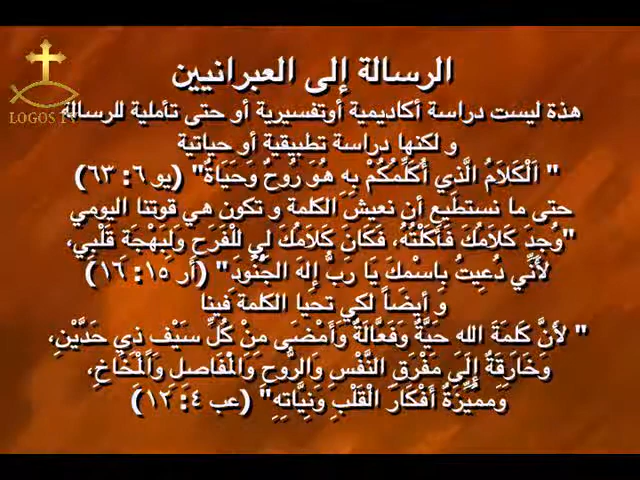 الرسالة إلى العبرانيين
هذة ليست دراسة أكاديمية أوتفسيرية أو حتى تأملية للرسالة
و لكنها دراسة تطبيقية أو حياتية
" اَلْكَلاَمُ الَّذِي أُكَلِّمُكُمْ بِهِ هُوَ رُوحٌ وَحَيَاةٌ" (يو ٦: ٦٣)
حتى ما نستطيع أن نعيش الكلمة و تكون هي قوتنا اليومي
"وُجِدَ كَلاَمُكَ فَأَكَلْتُهُ، فَكَانَ كَلاَمُكَ لِي لِلْفَرَحِ وَلِبَهْجَةِ قَلْبِي،
لأَنِّي دُعِيتُ بِاسْمِكَ يَا رَبُّ إِلهَ الْجُنُودِ" (أر ١٥: ١٦)
و أيضاً لكي تحيا الكلمة فينا
" لأَنَّ كَلِمَةَ الله حَيَّةٌ وَفَعَّالَةٌ وَأَمْضَى مِنْ كُلِّ سَيْفٍ ذِي حَدَّيْنِ،
وَخَارِقَةٌ إِلَى مَفْرَقِ النَّفْسِ وَالرُّوحِ وَالْمَفَاصِلِ وَالْمِخَاخِ،
وَمُمَيِّزَةٌ أَفْكَارَ الْقَلْبِ وَنِيَّاتِهِ" (عب ٤: ١٢)
LOGOS TV